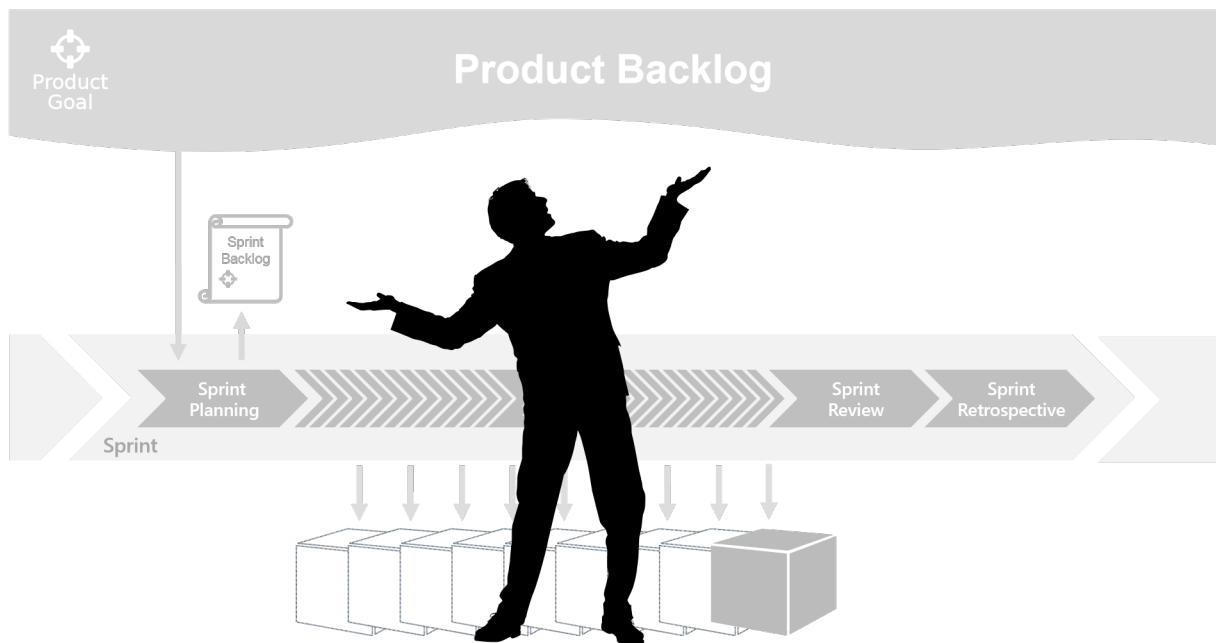 Product Backlog
Product
Goal
Sprint
Backlog
Sprint
Planning
Sprint
Review
Sprint
Retrospective
Sprint